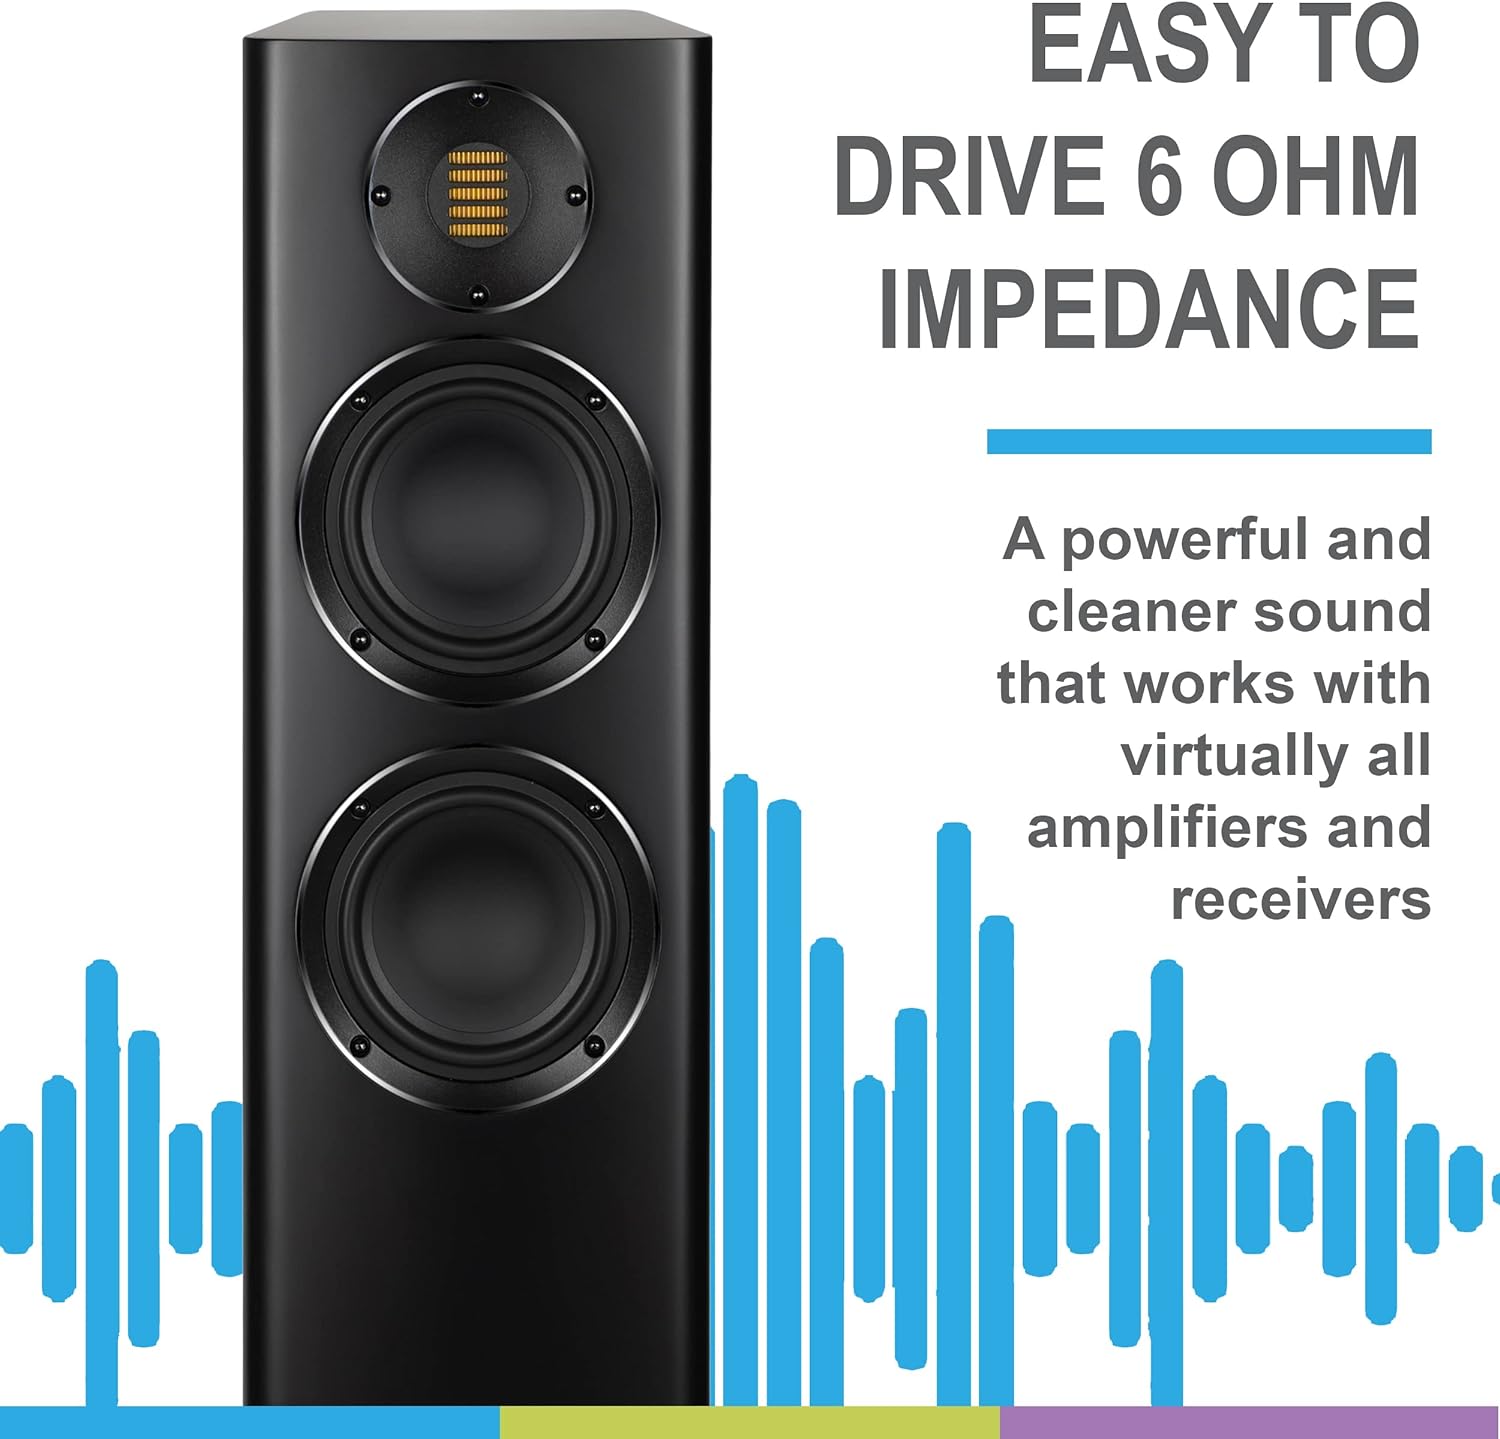 EASY TO
DRIVE 6 OHM
IMPEDANCE
A powerful and
cleaner sound
that works with
virtually all
amplifiers and
receivers